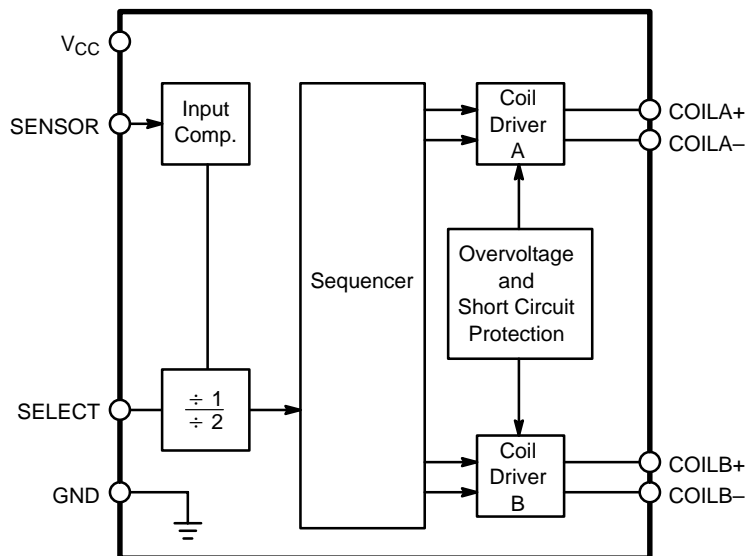 VCC
SENSOR
Input
Comp.
SELECT
÷ 1
÷ 2
GND
Sequencer
Coil
Driver
A
COILA+
COILA–
Overvoltage
and
Short Circuit
Protection
Coil
Driver
B
COILB+
COILB–